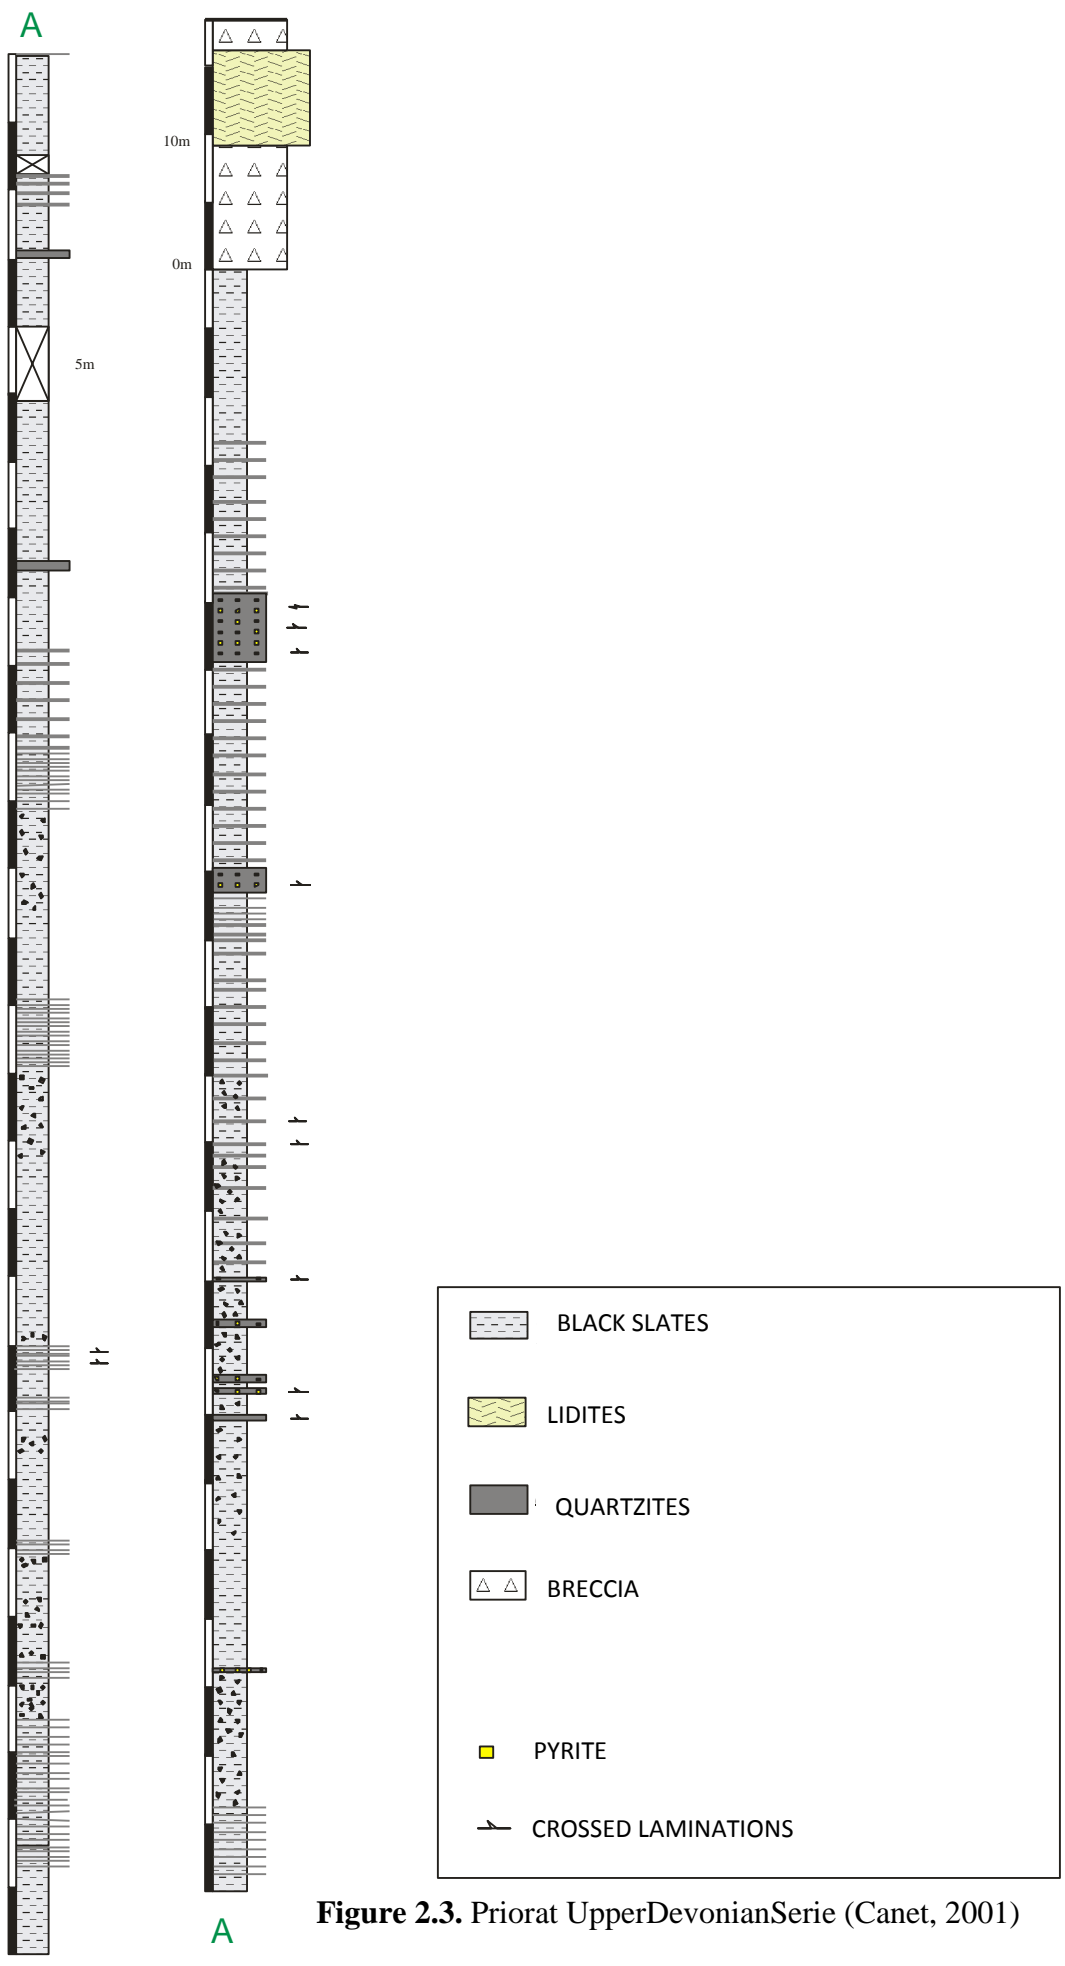 A
10m
0m
5m
BLACK SLATES
LIDITES
QUARTZITES
BRECCIA
PYRITE
CROSSED LAMINATIONS
Figure 2.3. Priorat UpperDevonianSerie (Canet, 2001)
A